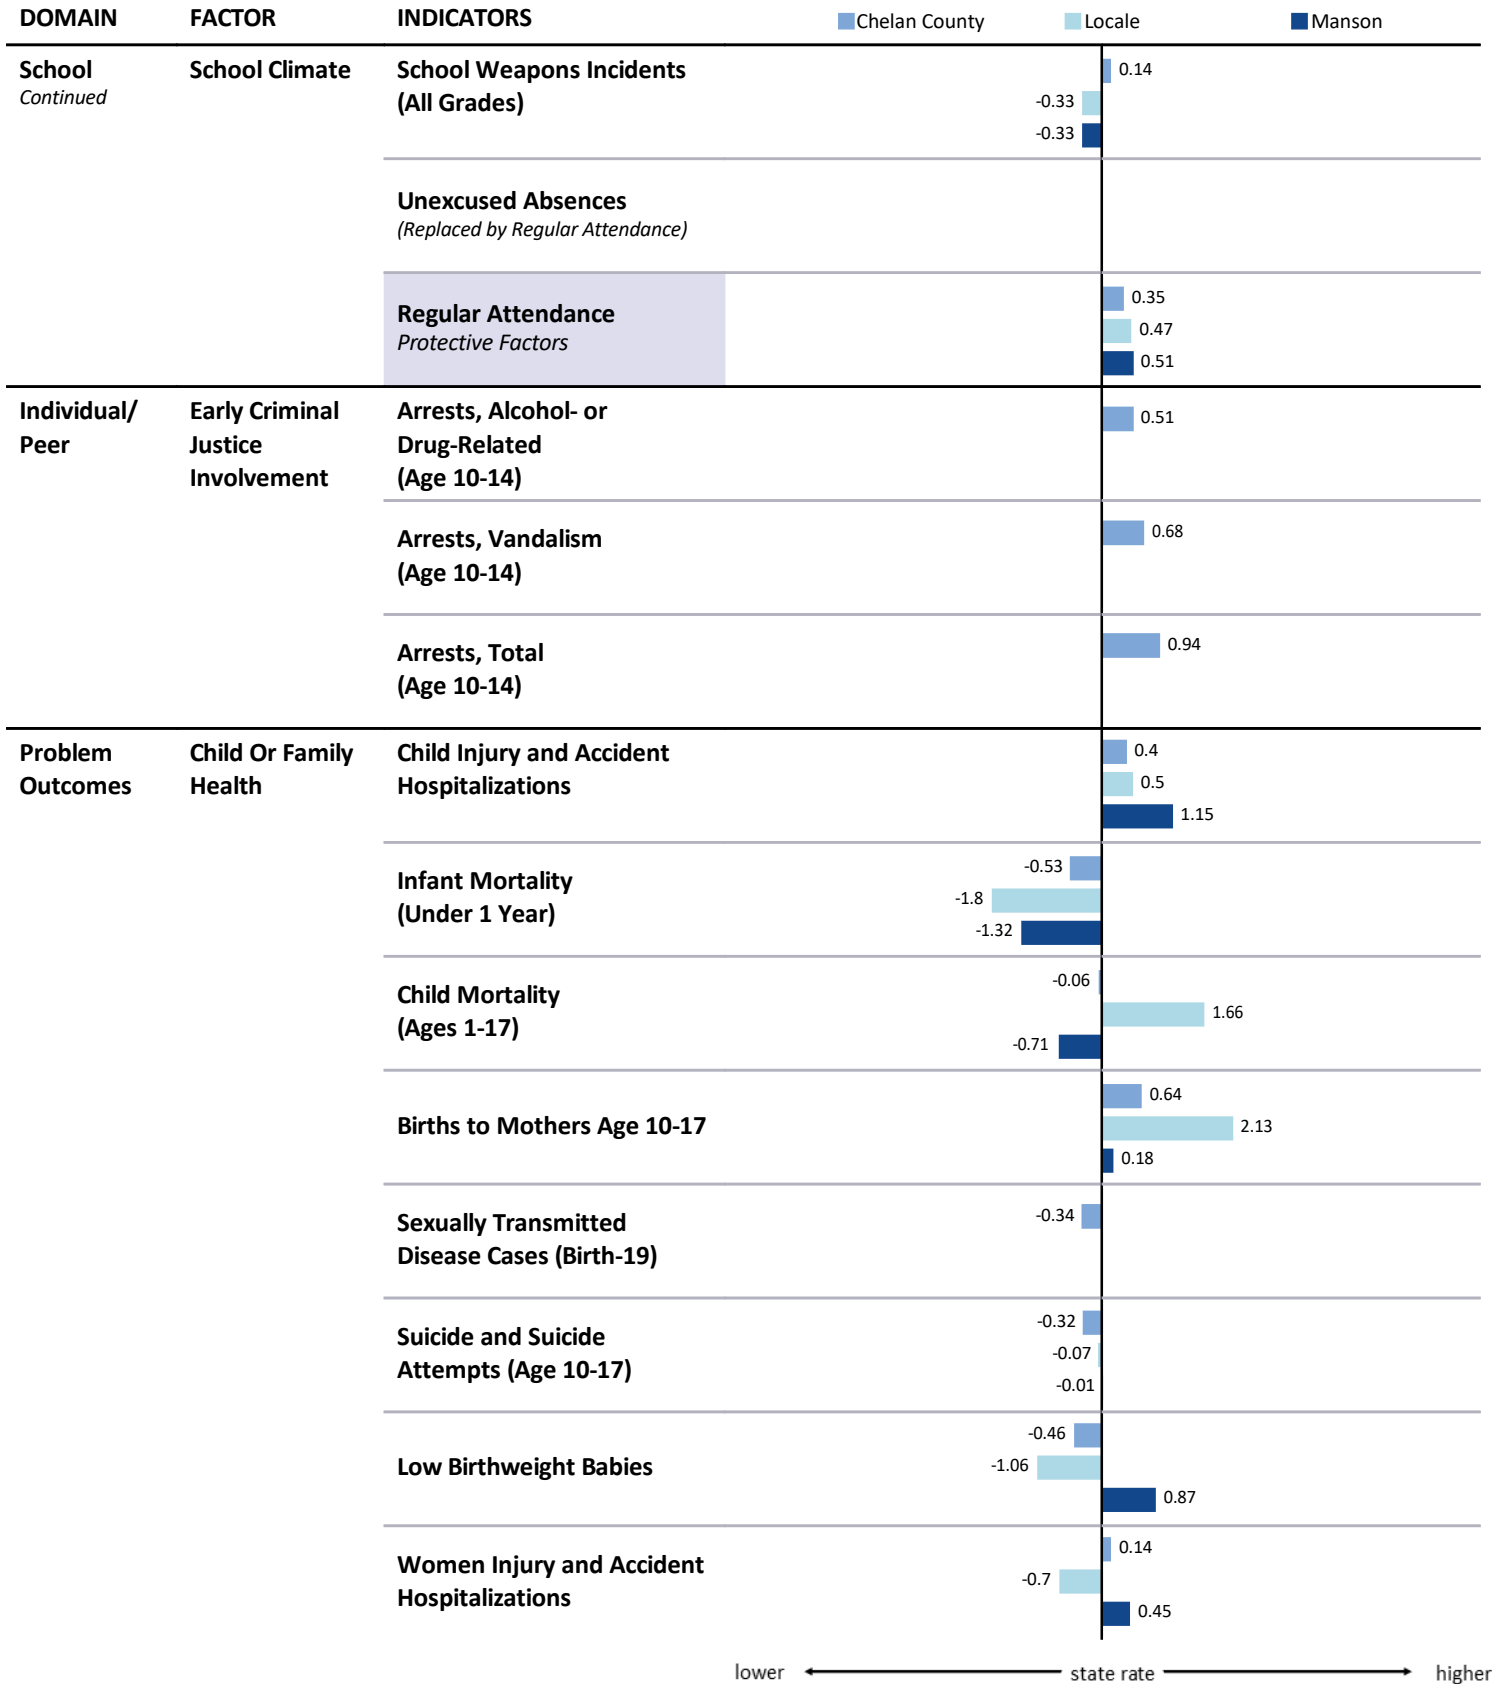 DOMAIN FACTOR INDICATORS Chelan County Locale Manson
School School Climate School Weapons Incidents 0.14
Continued (All Grades) -0.33
-0.33
Unexcused Absences
(Replaced by Regular Attendance)
0.35
Regular Attendance 0.47
Protective Factors 0.51
Individual/ Early Criminal Arrests, Alcohol- or 0.51
Peer Justice Drug-Related
Involvement (Age 10-14)
Arrests, Vandalism 0.68
(Age 10-14)
Arrests, Total 0.94
(Age 10-14)
Problem Child Or Family Child Injury and Accident 0.4
Outcomes Health Hospitalizations 0.5
1.15
-0.53
Infant Mortality -1.8
(Under 1 Year) -1.32
-0.06
Child Mortality 1.66
(Ages 1-17) -0.71
0.64
Births to Mothers Age 10-17 2.13
0.18
Sexually Transmitted -0.34
Disease Cases (Birth-19)
-0.32
Suicide and Suicide -0.07
Attempts (Age 10-17) -0.01
-0.46
Low Birthweight Babies -1.06
0.87
0.14
Women Injury and Accident -0.7
Hospitalizations 0.45
lower state rate higher